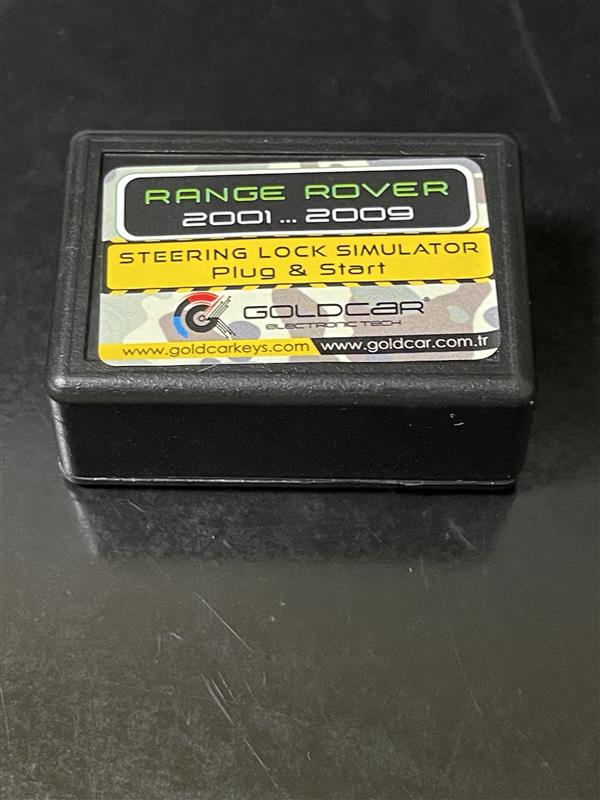 RANGE ROVER
2001 ... 2009
STEERING LOCK SIMULATOR
Plug & Start
GOLDCAR
ELECTRONIC TECH
www.goldcarkeys.com www.goldcar.com.tr